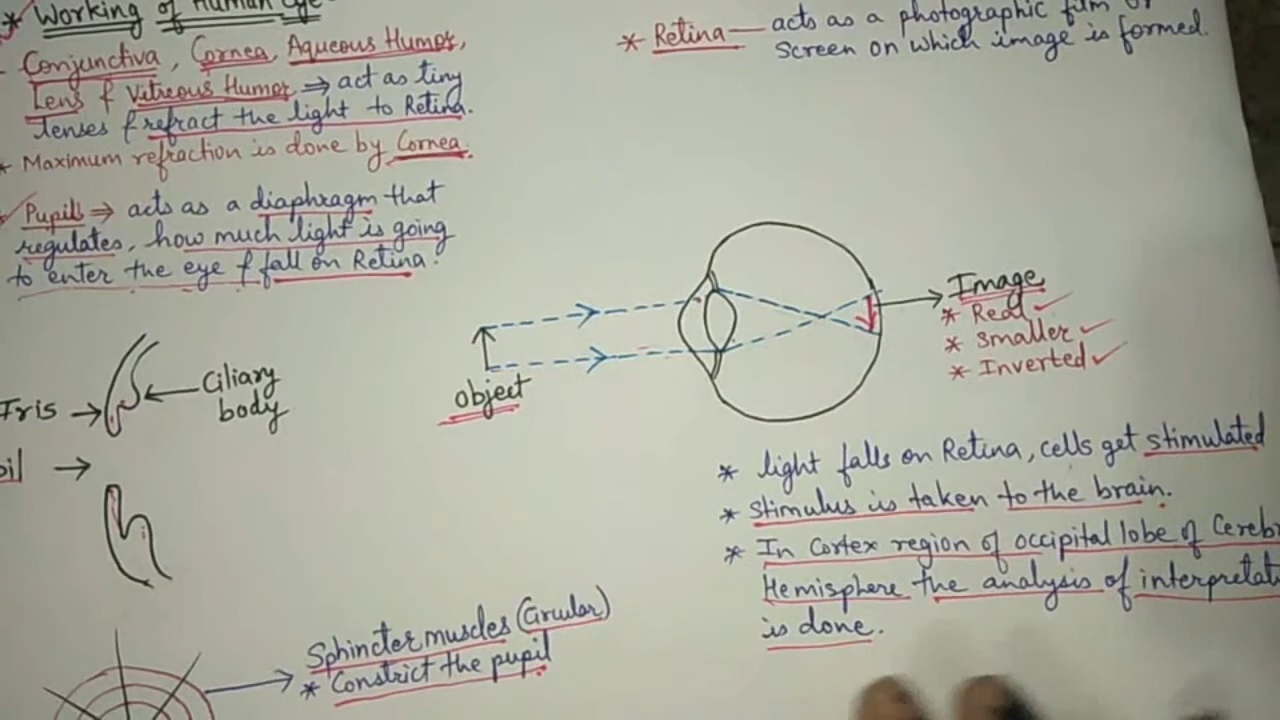 * Working of Human Eye
Conjunctiva, Cornea, Aqueous Humor,
Lens & Vitreous Humor ⇒ act as tiny
lenses & refract the light to Retina.
* Maximum refraction is done by Cornea.
Pupil ⇒ acts as a diaphragm that
regulates, how much light is going
to enter the eye & fall on Retina.
Iris →
← Ciliary
body
→
Sphincter muscles (Circular)
* Constrict the pupil.
* Retina — acts as a photographic film or
screen on which image is formed.
object
Image
* Real ✓
* smaller ✓
* Inverted ✓
* light falls on Retina, cells get stimulated
* Stimulus is taken to the brain.
* In Cortex region of occipital lobe of
Hemisphere the analysis of
is done.